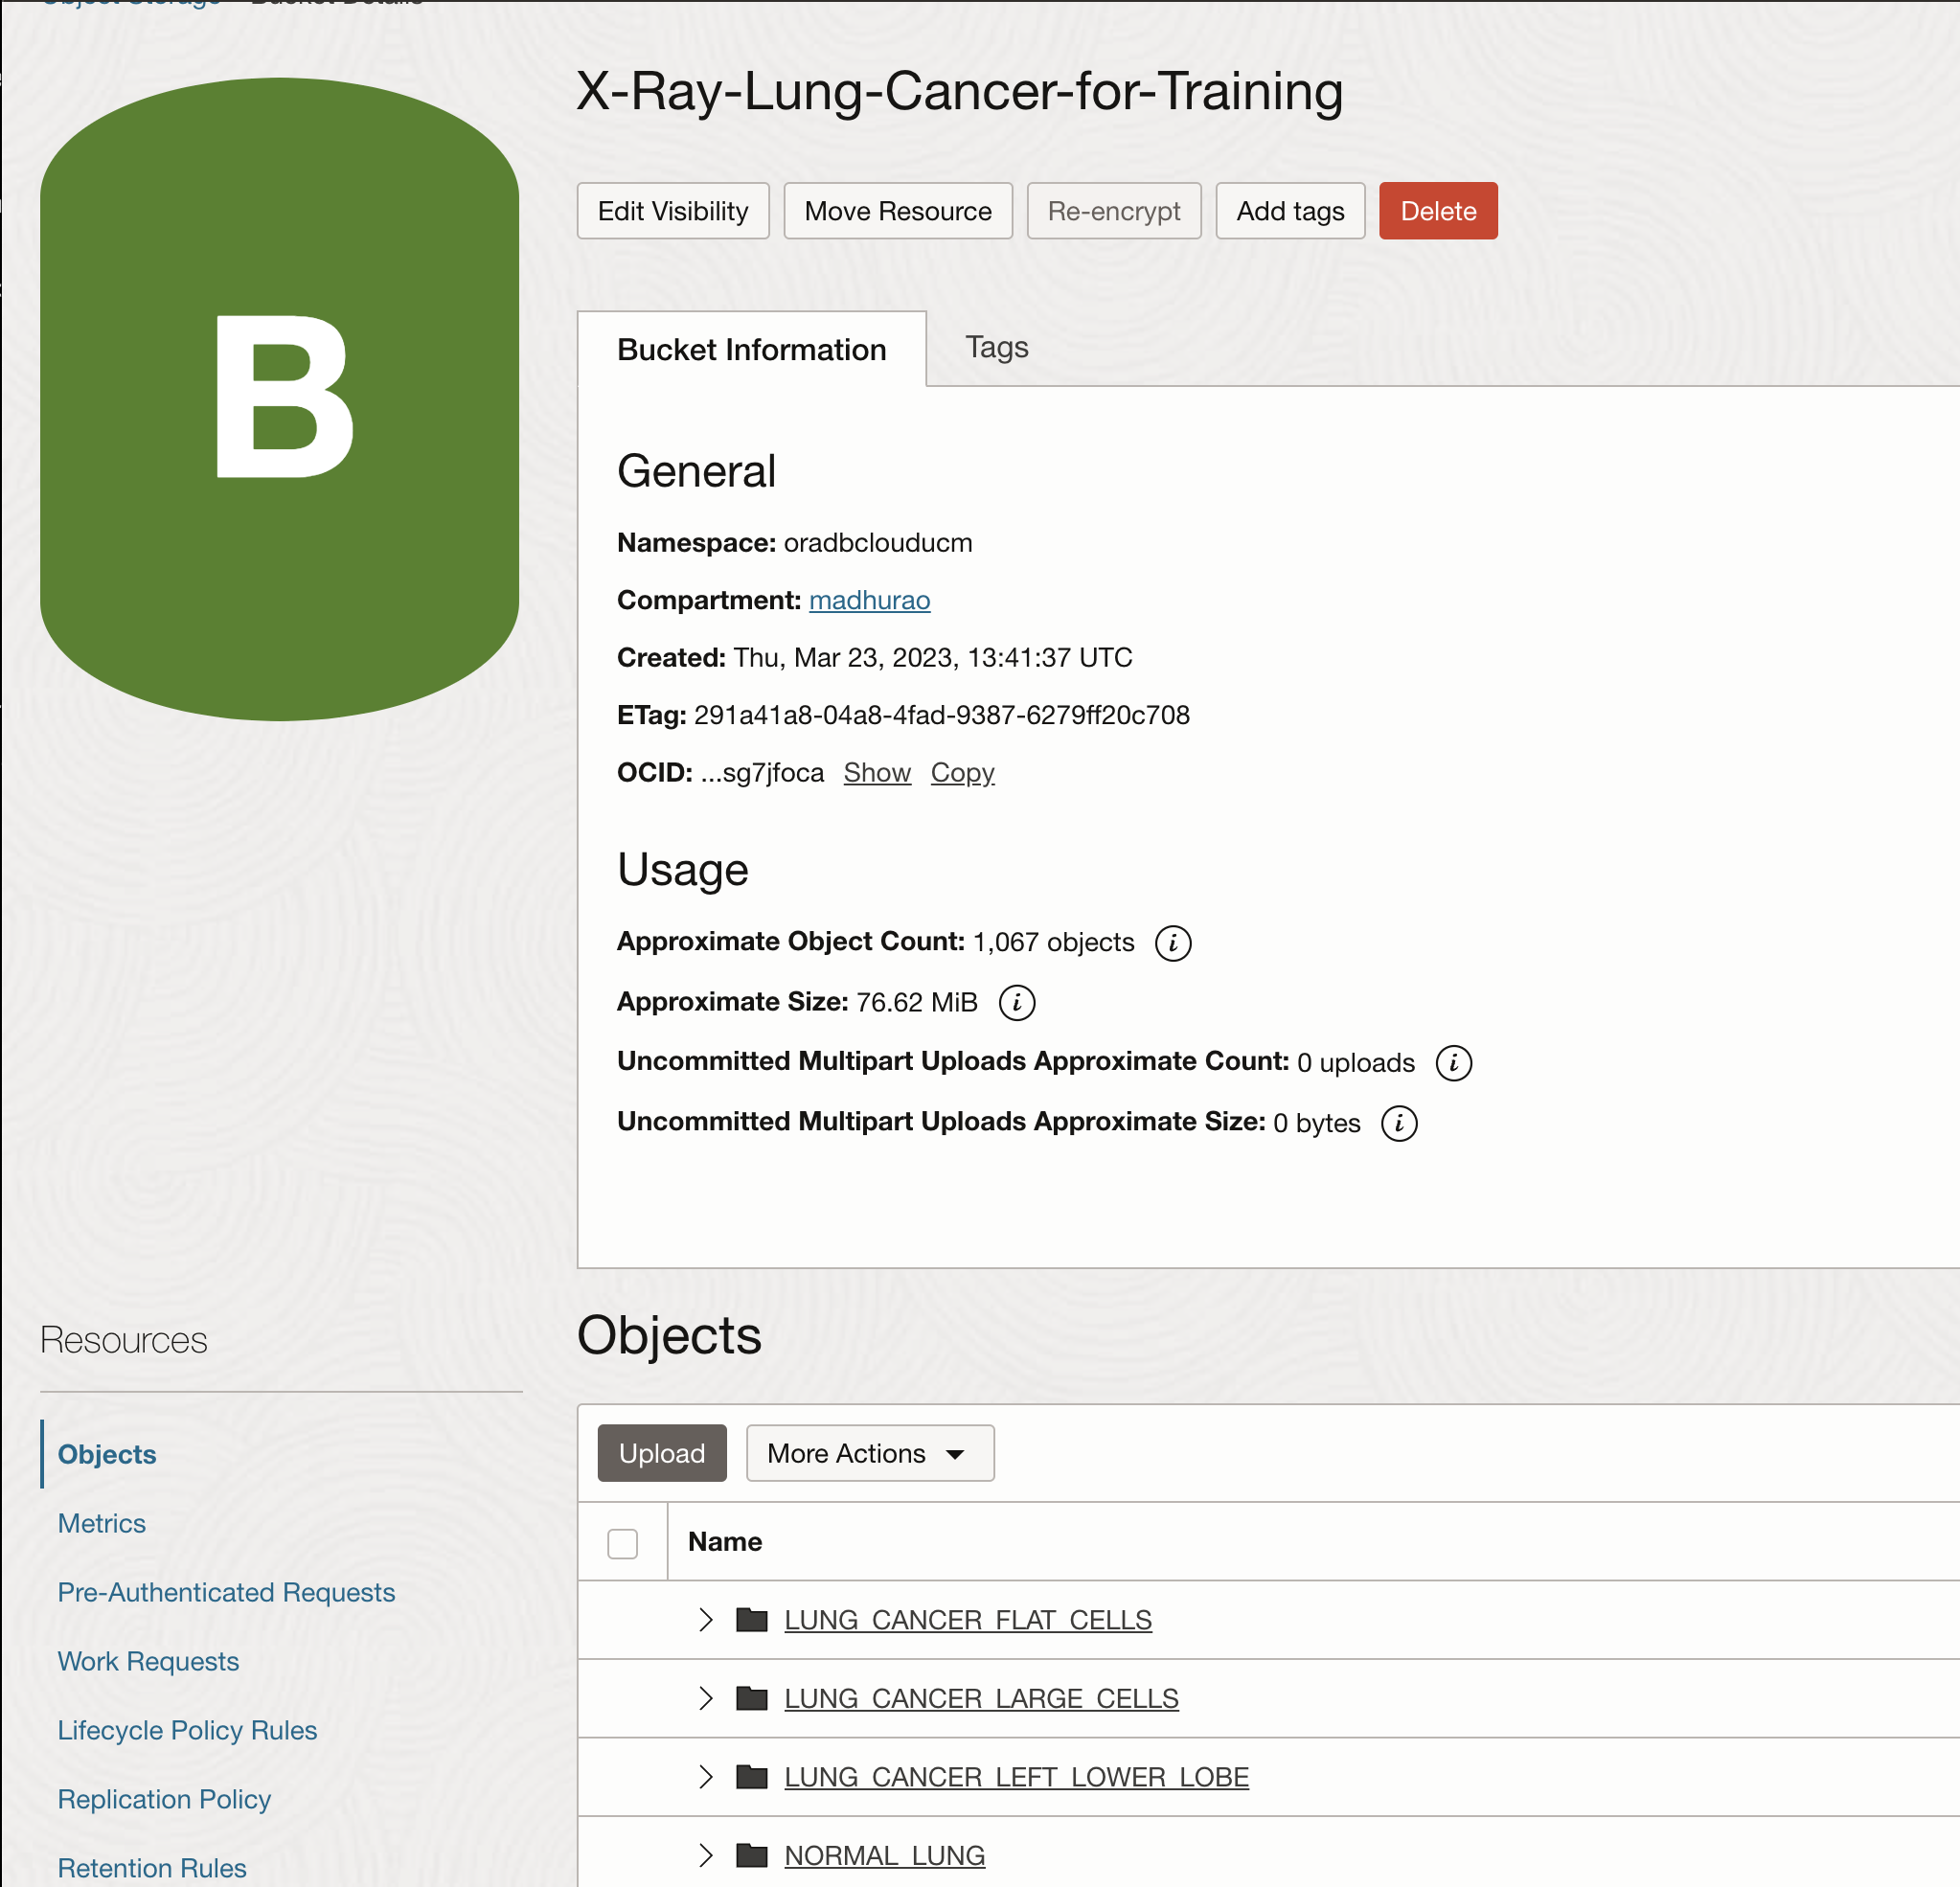 Object Storage Bucket Details
X-Ray-Lung-Cancer-for-Training
Edit Visibility Move Resource Re-encrypt Add tags Delete
B
Bucket Information Tags
General
Namespace: oradbclouducm
Compartment: madhurao
Created: Thu, Mar 23, 2023, 13:41:37 UTC
ETag: 291a41a8-04a8-4fad-9387-6279ff20c708
OCID: ...sg7jfoca Show Copy
Usage
Approximate Object Count: 1,067 objects
Approximate Size: 76.62 MiB
Uncommitted Multipart Uploads Approximate Count: 0 uploads
Uncommitted Multipart Uploads Approximate Size: 0 bytes
Resources
Objects
Metrics
Pre-Authenticated Requests
Work Requests
Lifecycle Policy Rules
Replication Policy
Retention Rules
Objects
Upload More Actions
Name
LUNG_CANCER_FLAT_CELLS
LUNG_CANCER_LARGE_CELLS
LUNG_CANCER_LEFT_LOWER_LOBE
NORMAL_LUNG